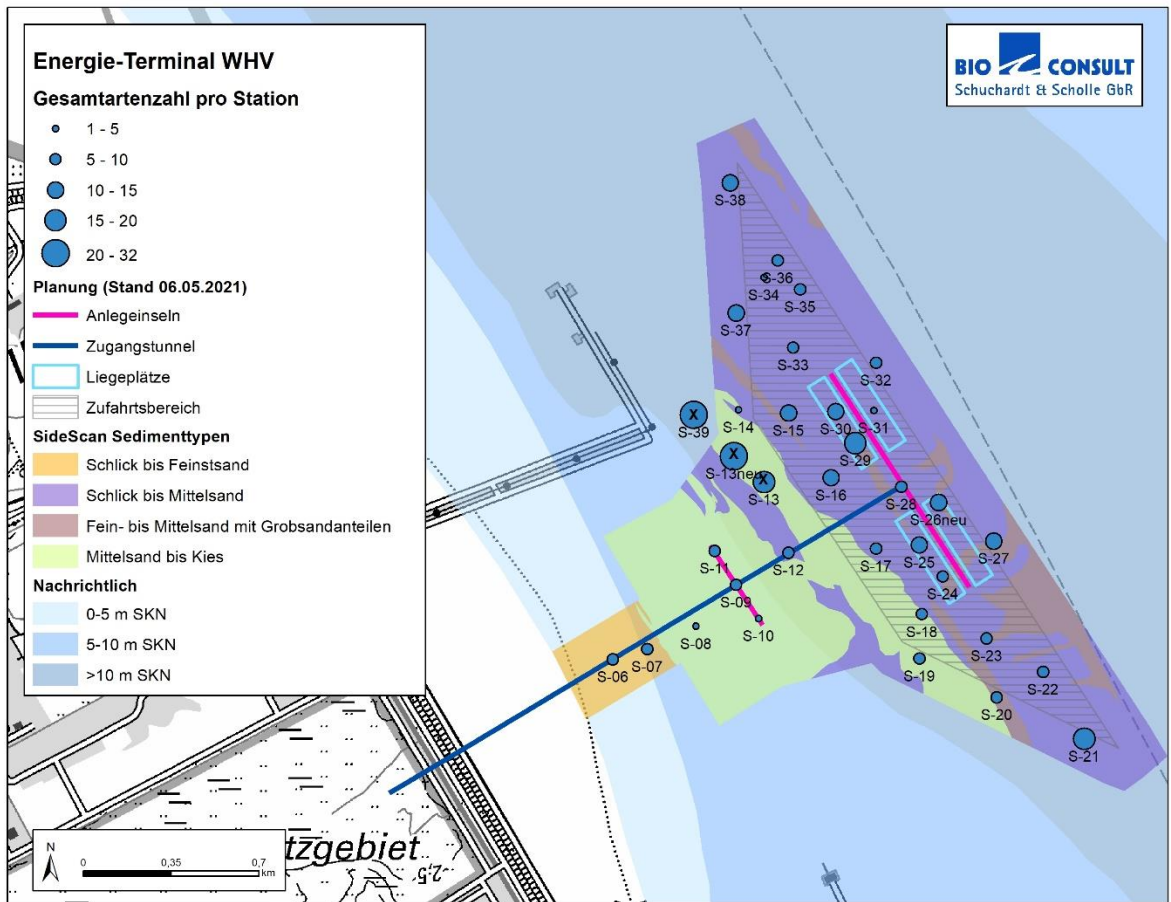 Energie-Terminal WHV
Gesamtartenzahl pro Station
1 - 5
5 - 10
10 - 15
15 - 20
20 - 32
Planung (Stand 06.05.2021)
Anlegeinseln
Zugangstunnel
Liegeplätze
Zufahrtsbereich
SideScan Sedimenttypen
Schlick bis Feinstsand
Schlick bis Mittelsand
Fein- bis Mittelsand mit Grobsandanteilen
Mittelsand bis Kies
Nachrichtlich
0-5 m SKN
5-10 m SKN
>10 m SKN
BIO CONSULT
Schuchardt & Scholle GbR
S-38
S-36
S-34
S-35
S-37
S-33
S-32
X
S-39
S-14
S-15
S-30
S-31
S-29
X
S-13neu
X
S-13
S-16
S-28
S-26neu
S-27
S-11
S-12
S-17
S-25
S-24
S-09
S-10
S-08
S-18
S-07
S-06
S-19
S-23
S-22
S-20
S-21
N
0 0,35 0,7
km
tzgebiet
-2,5